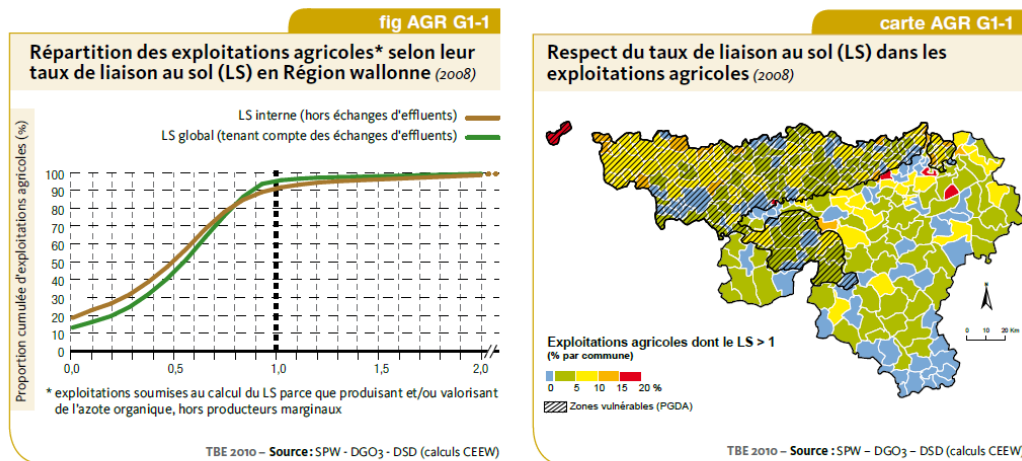 fig AGR G1-1
Répartition des exploitations agricoles* selon leur
taux de liaison au sol (LS) en Région wallonne (2008)
Proportion cumulée d'exploitations agricoles (%)
LS interne (hors échanges d'effluents)
LS global (tenant compte des échanges d'effluents)
100
90
80
70
60
50
40
30
20
10
0
0,0 0,5 1,0 1,5 2,0
* exploitations soumises au calcul du LS parce que produisant et/ou valorisant
de l'azote organique, hors producteurs marginaux
TBE 2010 – Source : SPW - DGO3 - DSD (calculs CEEW)
carte AGR G1-1
Respect du taux de liaison au sol (LS) dans les
exploitations agricoles (2008)
N
0 10 20 Km
Exploitations agricoles dont le LS > 1
(% par commune)
0 5 10 15 20 %
Zones vulnérables (PGDA)
TBE 2010 – Source : SPW – DGO3 – DSD (calculs CEEW)